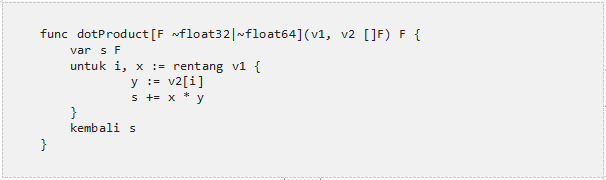 func dotProduct[F ~float32|~float64](v1, v2 []F) F {
var s F
untuk i, x := rentang v1 {
y := v2[i]
s += x * y
}
kembali s
}